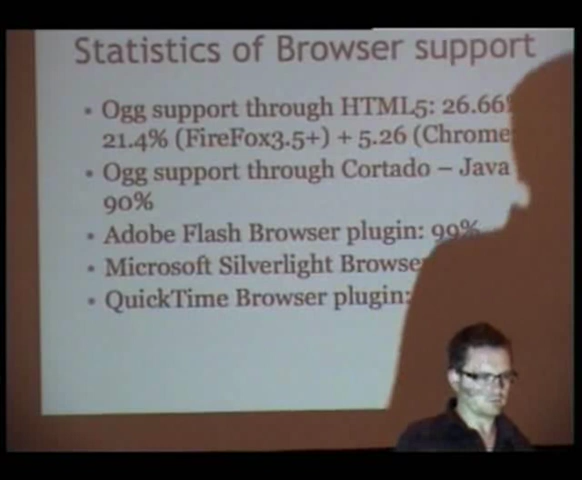 Statistics of Browser support
• Ogg support through HTML5: 26.66
21.4% (FireFox3.5+) + 5.26 (Chrome
• Ogg support through Cortado – Java
90%
• Adobe Flash Browser plugin: 99%
• Microsoft Silverlight Browse
• QuickTime Browser plugin: